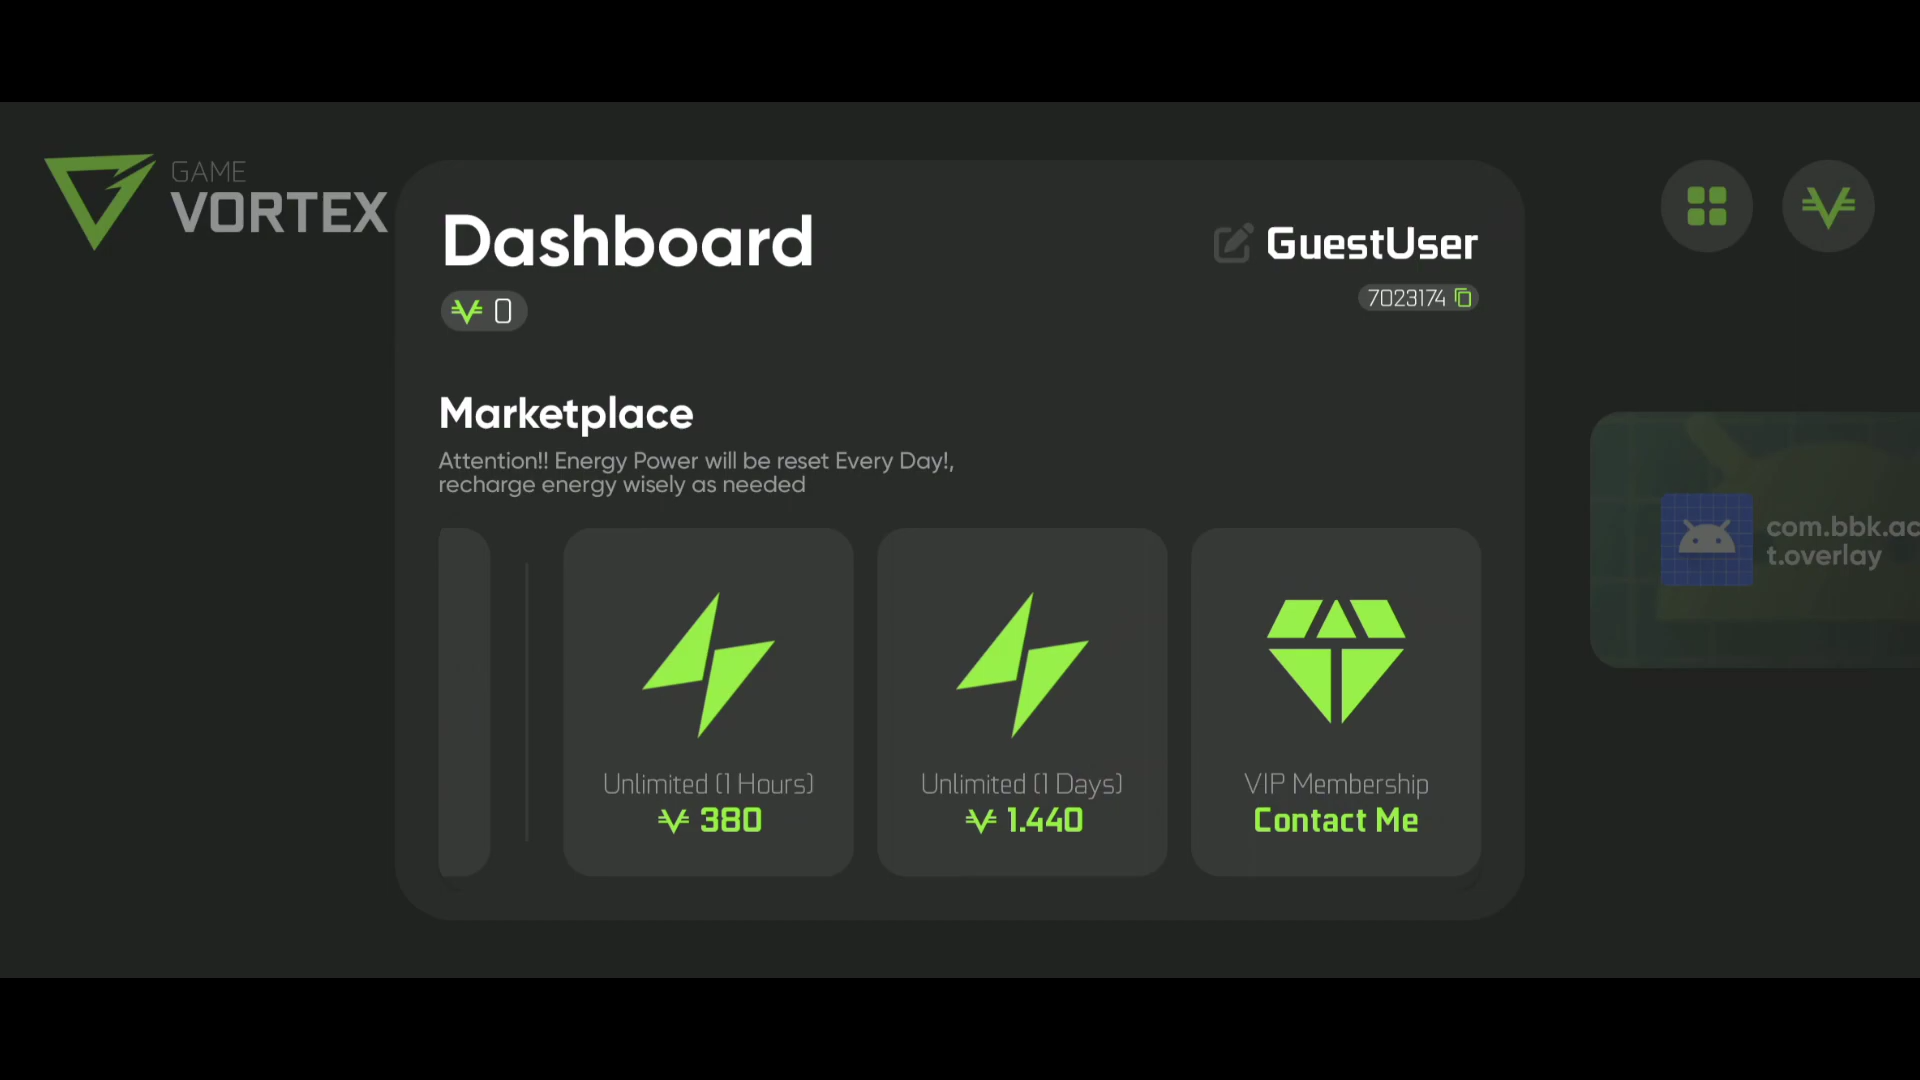 GAME
VORTEX
Dashboard
GuestUser
0
7023174
Marketplace
Attention!! Energy Power will be reset Every Day!,
recharge energy wisely as needed
com.bbk.ac
t.overlay
Unlimited (1 Hours)
380
Unlimited (1 Days)
1.440
VIP Membership
Contact Me